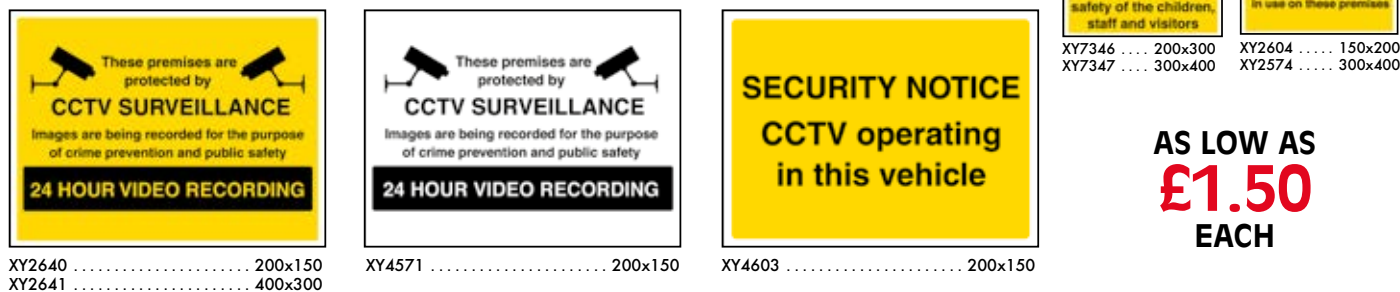 These premises are
protected by
CCTV SURVEILLANCE
Images are being recorded for the purpose
of crime prevention and public safety
24 HOUR VIDEO RECORDING
XY2640 ...................... 200x150
XY2641 ...................... 400x300
These premises are
protected by
CCTV SURVEILLANCE
Images are being recorded for the purpose
of crime prevention and public safety
24 HOUR VIDEO RECORDING
XY4571 ...................... 200x150
SECURITY NOTICE
CCTV operating
in this vehicle
XY4603 ...................... 200x150
safety of the children,
staff and visitors
XY7346 .... 200x300
XY7347 .... 300x400
in use on these premises
XY2604 ..... 150x200
XY2574 ..... 300x400
AS LOW AS
£1.50
EACH